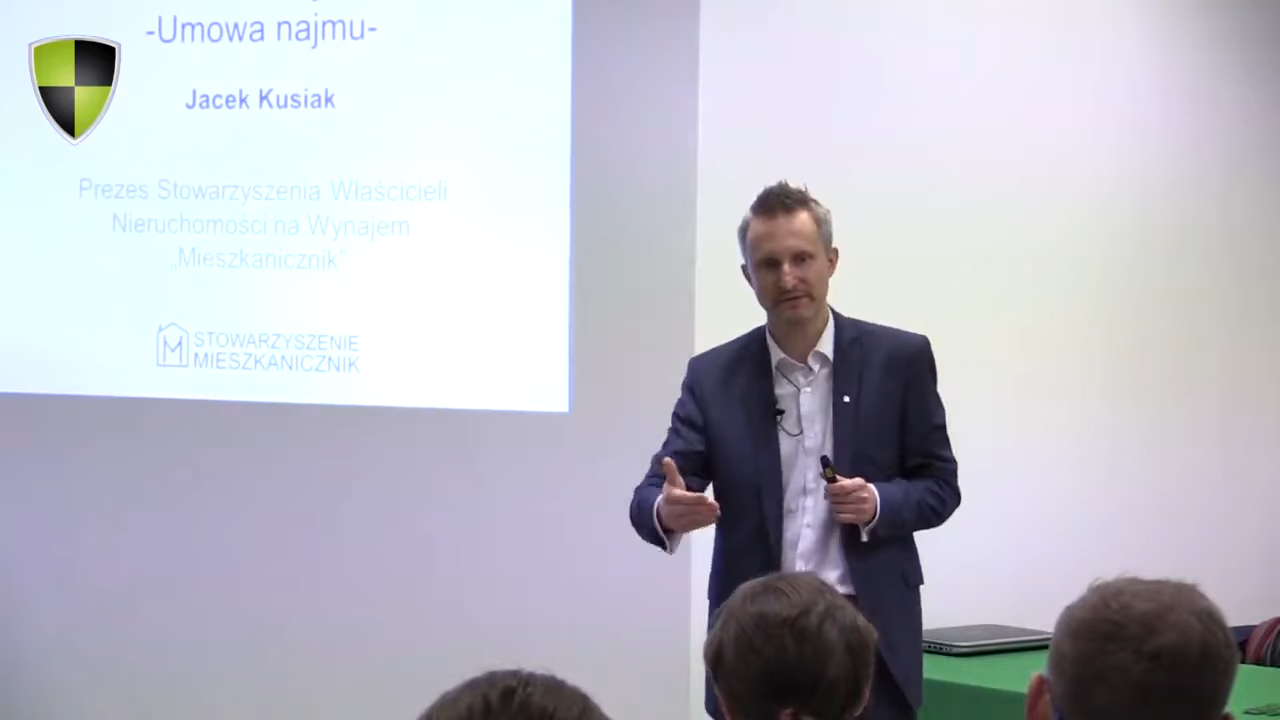 -Umowa najmu-
Jacek Kusiak
Prezes Stowarzyszenia Właścicieli
Nieruchomości na Wynajem
„Mieszkanicznik”
M STOWARZYSZENIE
MIESZKANICZNIK